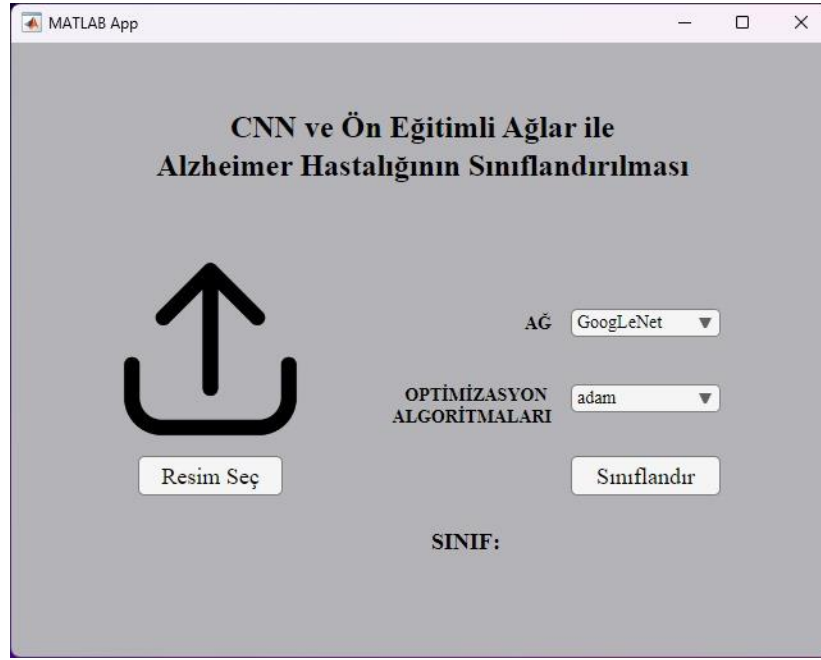 MATLAB App
CNN ve Ön Eğitimli Ağlar ile
Alzheimer Hastalığının Sınıflandırılması
AĞ
GoogLeNet
OPTİMİZASYON
ALGORİTMALARI
adam
Resim Seç
Sınıflandır
SINIF: